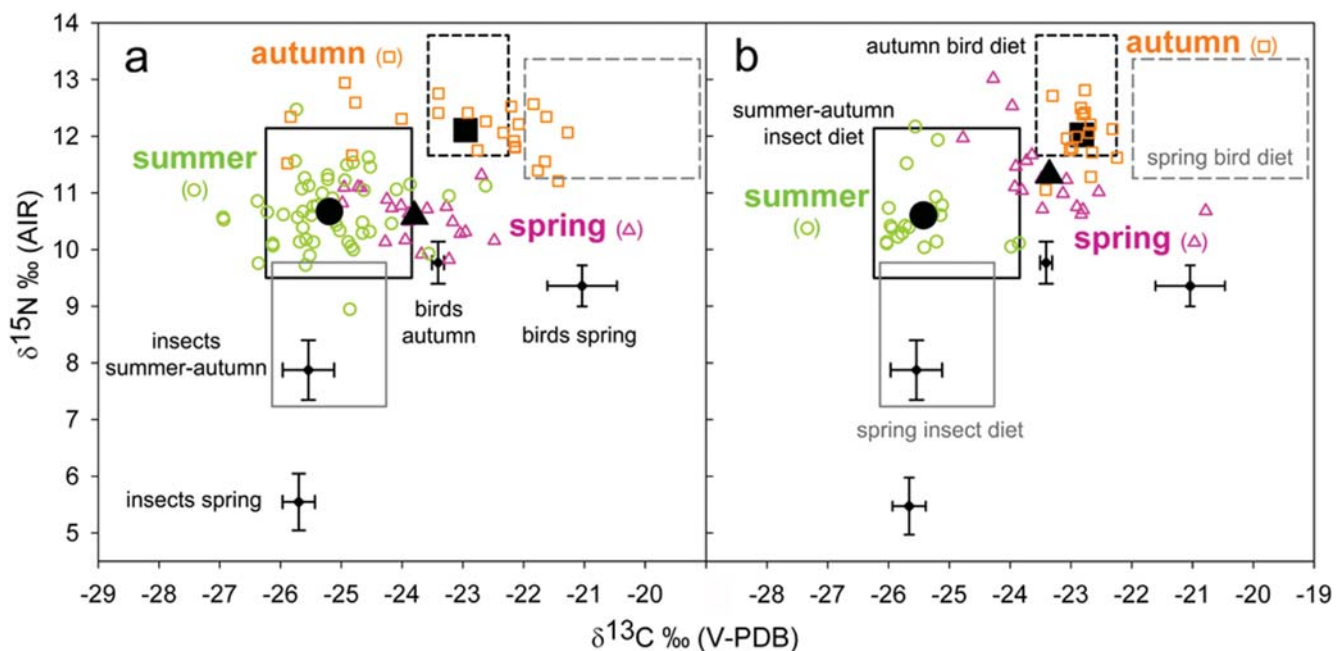 14
13
12
11
10
9
8
7
6
5
δ15N ‰ (AIR)
a
autumn (□)
summer
(○)
spring (△)
birds
autumn
birds spring
insects
summer-autumn
insects spring
-29 -28 -27 -26 -25 -24 -23 -22 -21 -20
b
autumn bird diet
autumn (□)
summer-autumn
insect diet
spring bird diet
summer
(○)
spring (△)
spring insect diet
-28 -27 -26 -25 -24 -23 -22 -21 -20 -19
δ13C ‰ (V-PDB)